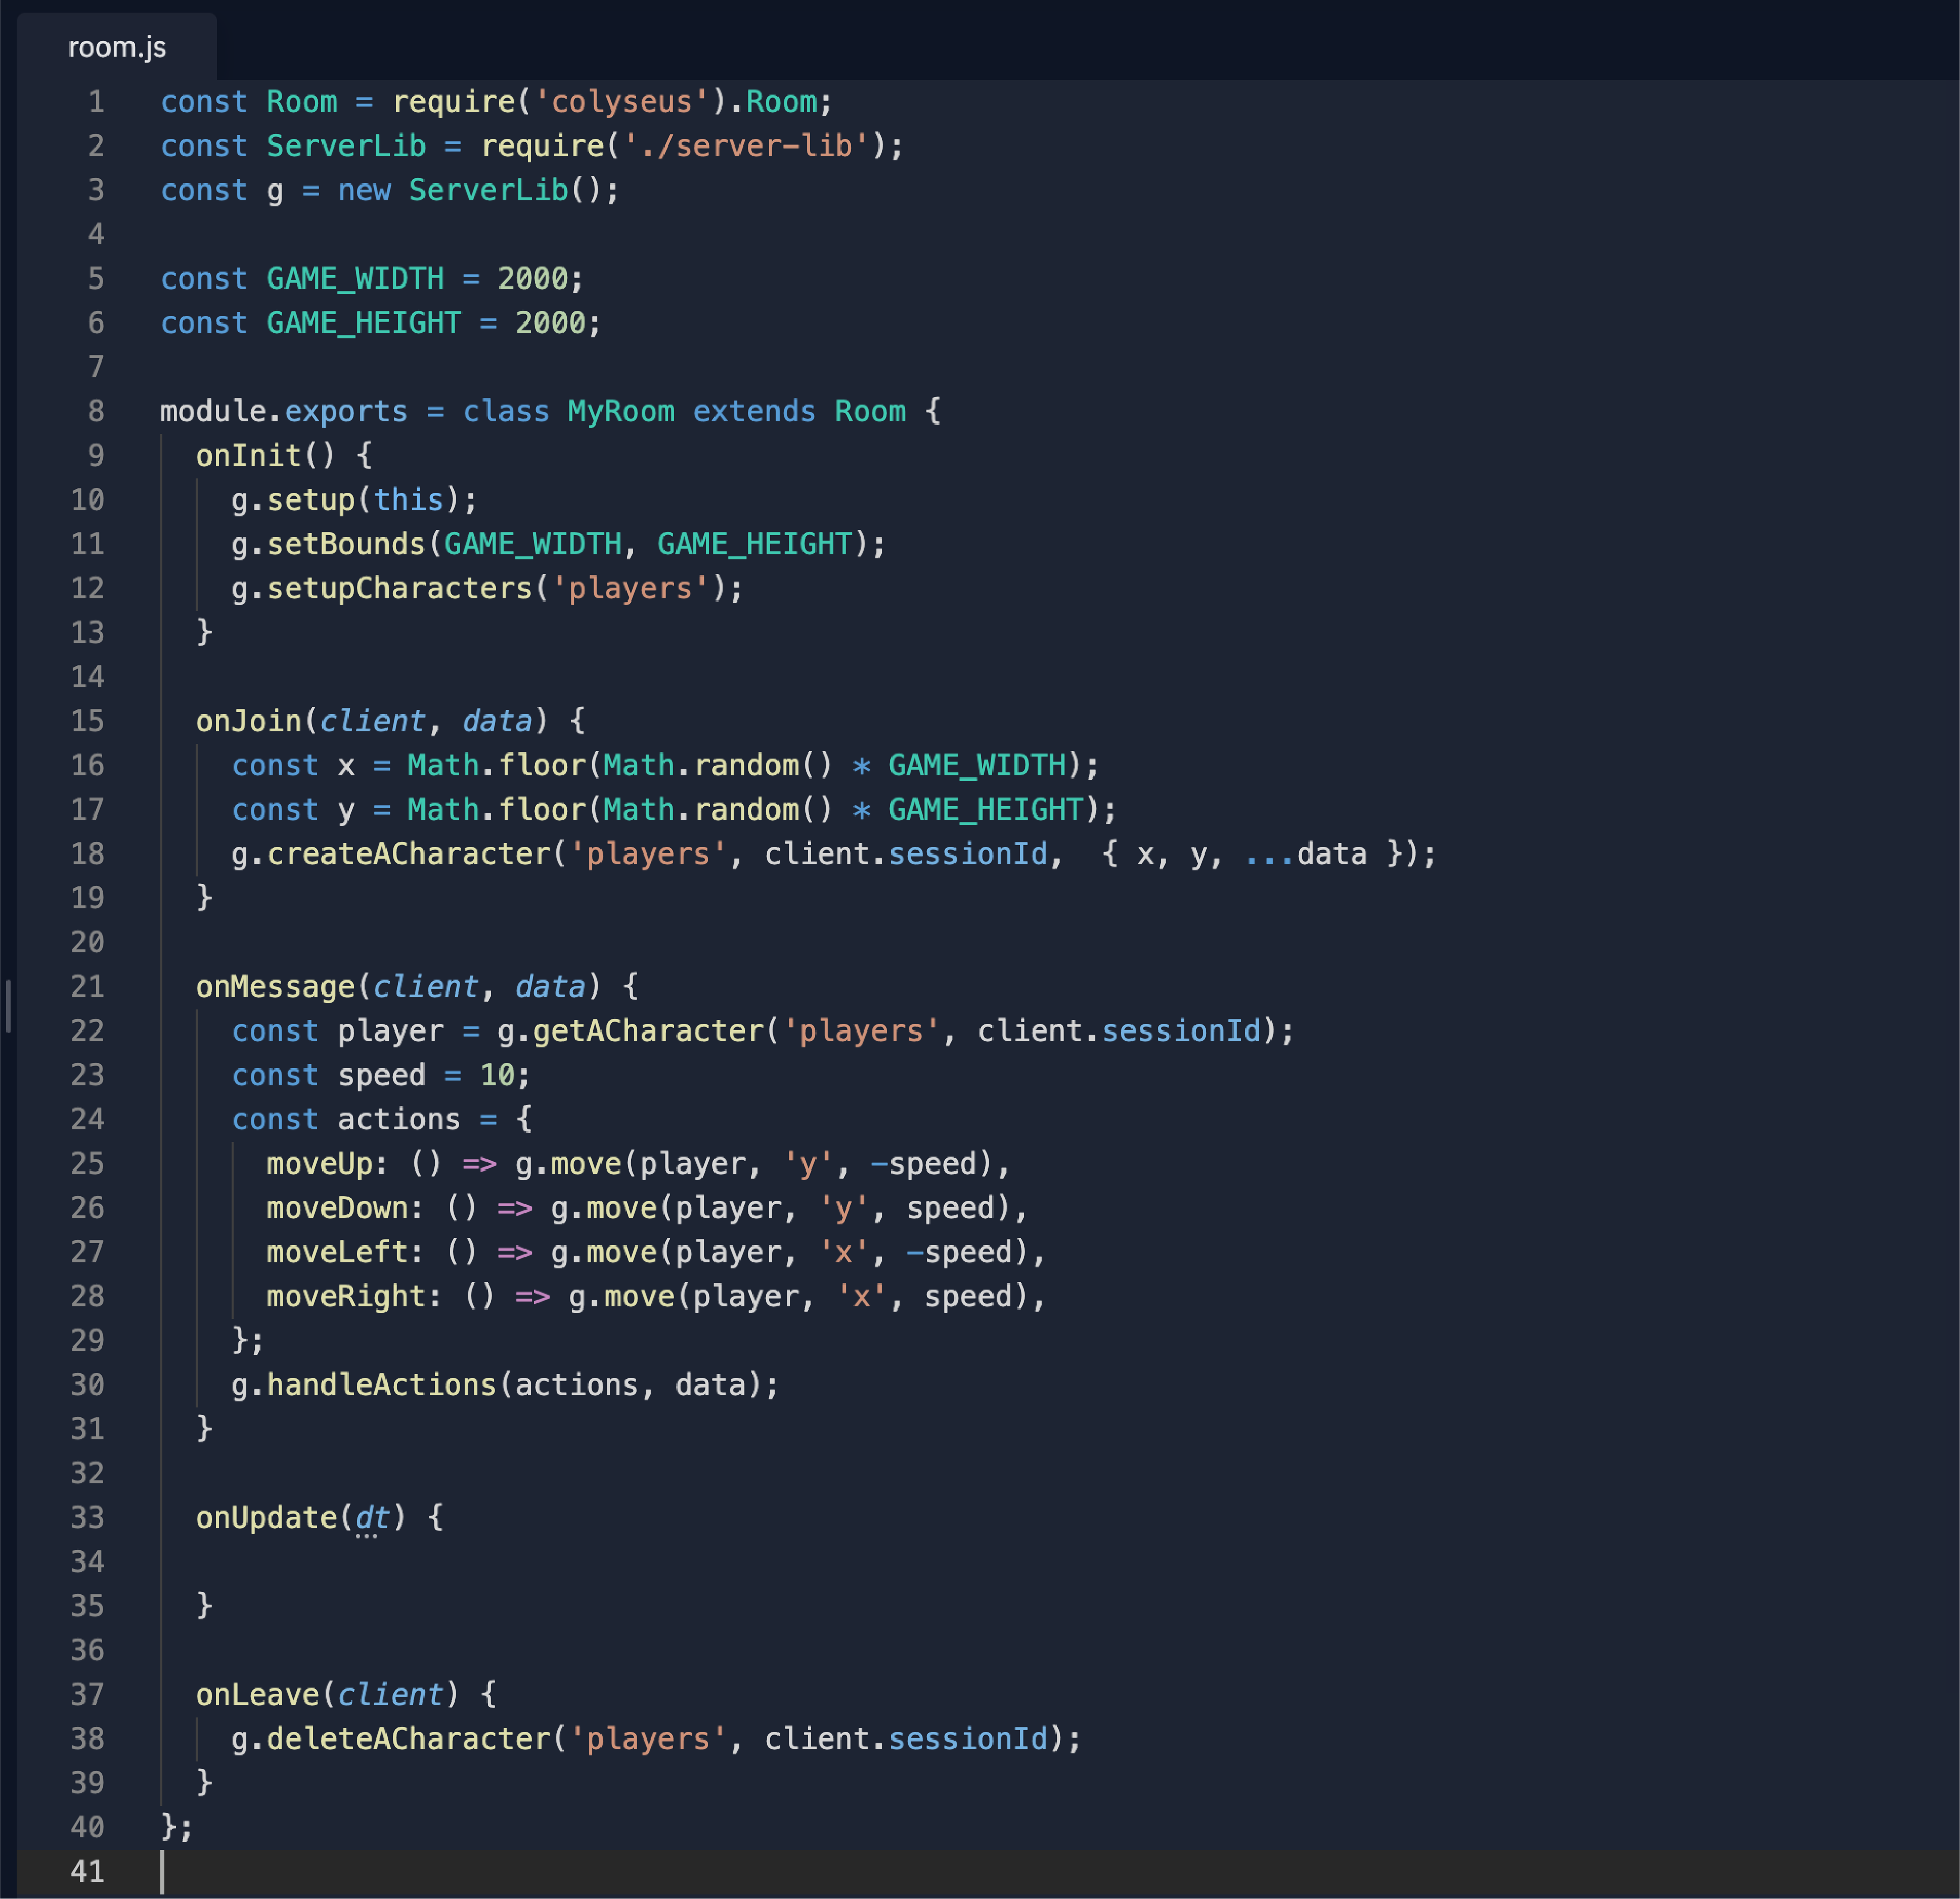 room.js
1 const Room = require('colyseus').Room;
2 const ServerLib = require('./server-lib');
3 const g = new ServerLib();
4
5 const GAME_WIDTH = 2000;
6 const GAME_HEIGHT = 2000;
7
8 module.exports = class MyRoom extends Room {
9   onInit() {
10     g.setup(this);
11     g.setBounds(GAME_WIDTH, GAME_HEIGHT);
12     g.setupCharacters('players');
13   }
14
15   onJoin(client, data) {
16     const x = Math.floor(Math.random() * GAME_WIDTH);
17     const y = Math.floor(Math.random() * GAME_HEIGHT);
18     g.createACharacter('players', client.sessionId,  { x, y, ...data });
19   }
20
21   onMessage(client, data) {
22     const player = g.getACharacter('players', client.sessionId);
23     const speed = 10;
24     const actions = {
25       moveUp: () => g.move(player, 'y', -speed),
26       moveDown: () => g.move(player, 'y', speed),
27       moveLeft: () => g.move(player, 'x', -speed),
28       moveRight: () => g.move(player, 'x', speed),
29     };
30     g.handleActions(actions, data);
31   }
32
33   onUpdate(dt) {
34
35   }
36
37   onLeave(client) {
38     g.deleteACharacter('players', client.sessionId);
39   }
40 };
41